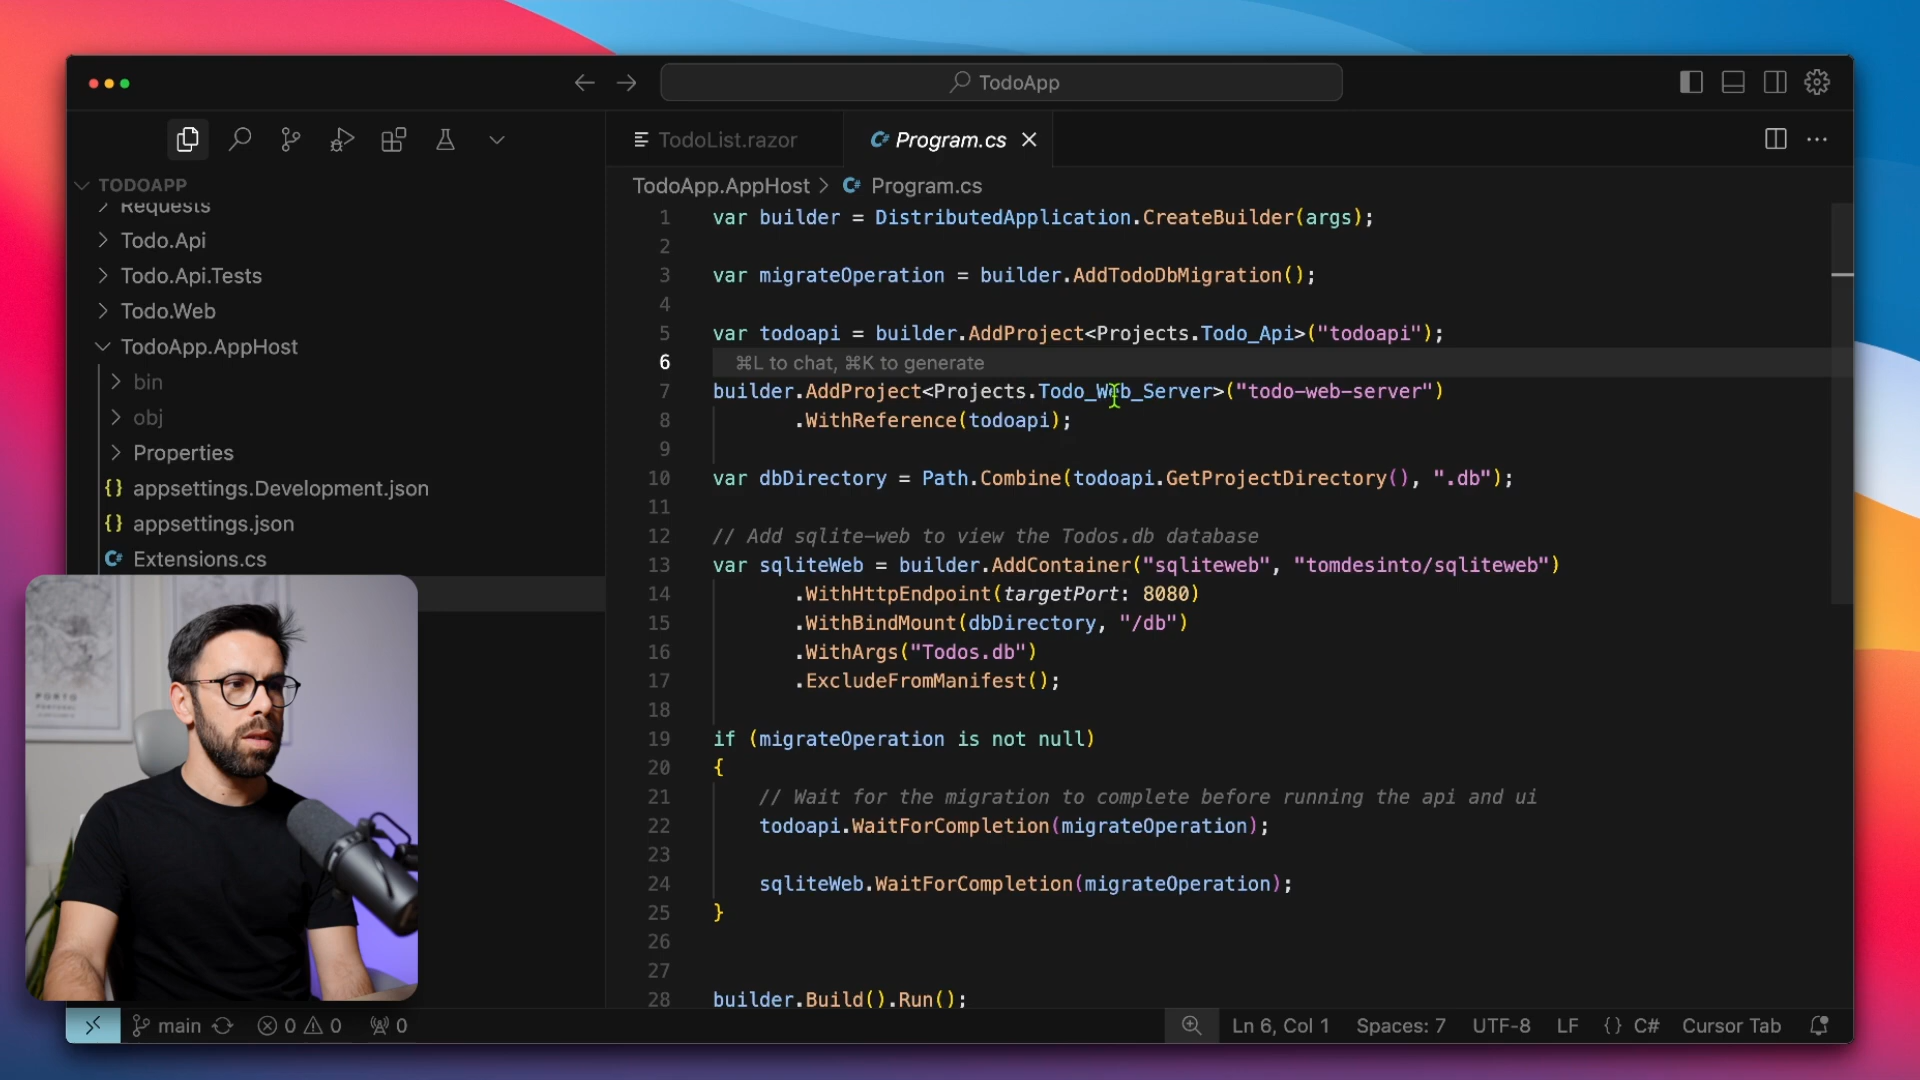 TodoApp
TODOAPP
Requests
Todo.Api
Todo.Api.Tests
Todo.Web
TodoApp.AppHost
bin
obj
Properties
{} appsettings.Development.json
{} appsettings.json
C# Extensions.cs
PORTO
TodoList.razor
C# Program.cs
TodoApp.AppHost > C# Program.cs
1 var builder = DistributedApplication.CreateBuilder(args);
2
3 var migrateOperation = builder.AddTodoDbMigration();
4
5 var todoapi = builder.AddProject<Projects.Todo_Api>("todoapi");
6 ⌘L to chat, ⌘K to generate
7 builder.AddProject<Projects.Todo_Web_Server>("todo-web-server")
8 .WithReference(todoapi);
9
10 var dbDirectory = Path.Combine(todoapi.GetProjectDirectory(), ".db");
11
12 // Add sqlite-web to view the Todos.db database
13 var sqliteWeb = builder.AddContainer("sqliteweb", "tomdesinto/sqliteweb")
14 .WithHttpEndpoint(targetPort: 8080)
15 .WithBindMount(dbDirectory, "/db")
16 .WithArgs("Todos.db")
17 .ExcludeFromManifest();
18
19 if (migrateOperation is not null)
20 {
21 // Wait for the migration to complete before running the api and ui
22 todoapi.WaitForCompletion(migrateOperation);
23
24 sqliteWeb.WaitForCompletion(migrateOperation);
25 }
26
27
28 builder.Build().Run();
main 0 0 0 Ln 6, Col 1 Spaces: 7 UTF-8 LF {} C# Cursor Tab